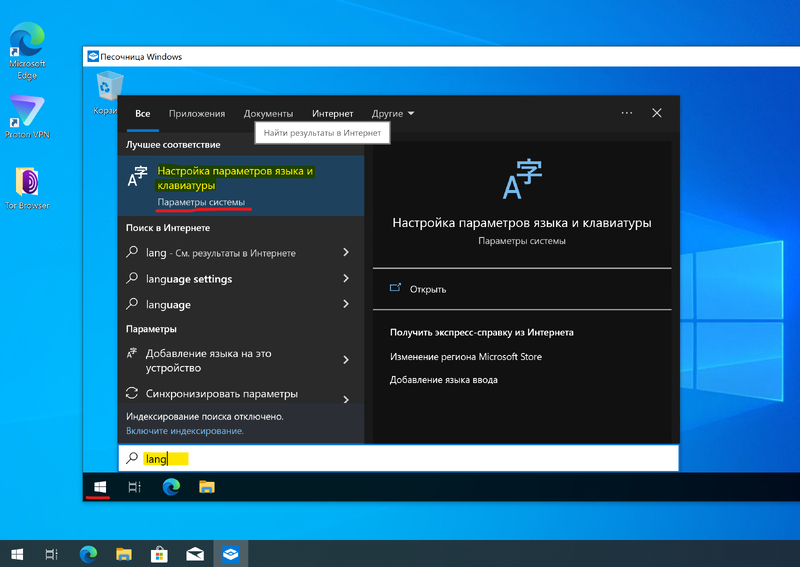 Microsoft
Edge
Proton VPN
Tor Browser
Песочница Windows
Все
Приложения
Документы
Интернет
Другие
Найти результаты в Интернет
Лучшее соответствие
Настройка параметров языка и
клавиатуры
Параметры системы
Поиск в Интернете
lang - См. результаты в Интернете
language settings
language
Параметры
Добавление языка на это
устройство
Синхронизировать параметры
Индексирование поиска отключено.
Включите индексирование.
lang
Настройка параметров языка и клавиатуры
Параметры системы
Открыть
Получить экспресс-справку из Интернета
Изменение региона Microsoft Store
Добавление языка ввода